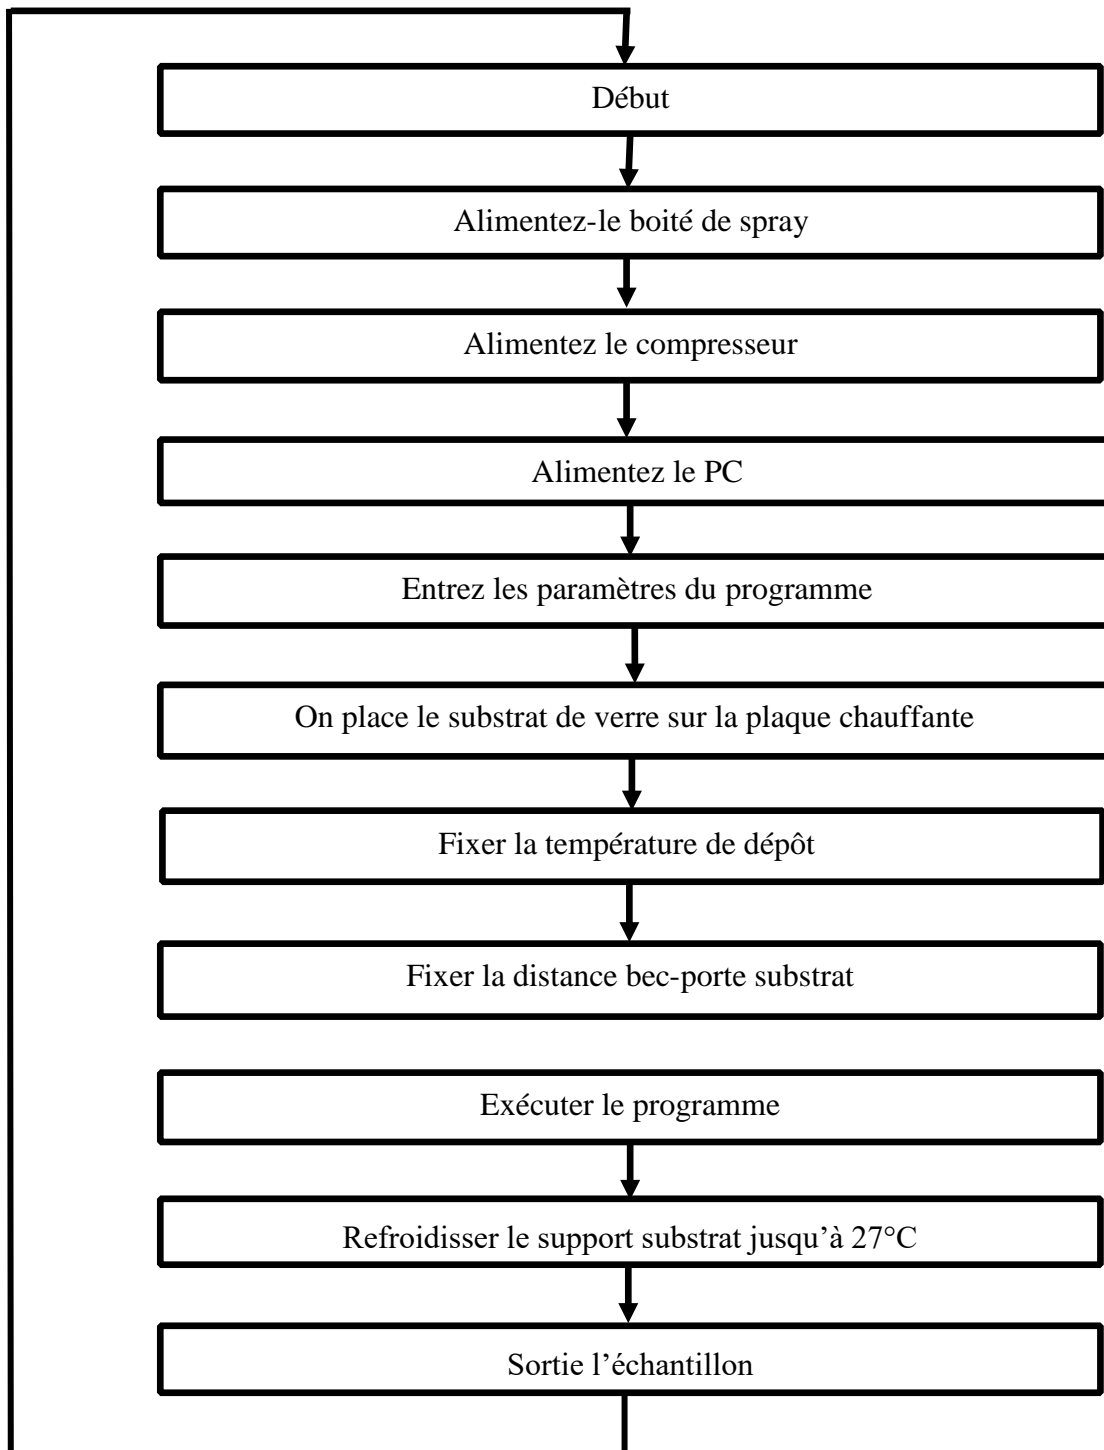 Début
Alimentez-le boité de spray
Alimentez le compresseur
Alimentez le PC
Entrez les paramètres du programme
On place le substrat de verre sur la plaque chauffante
Fixer la température de dépôt
Fixer la distance bec-porte substrat
Exécuter le programme
Refroidisser le support substrat jusqu’à 27°C
Sortie l’échantillon